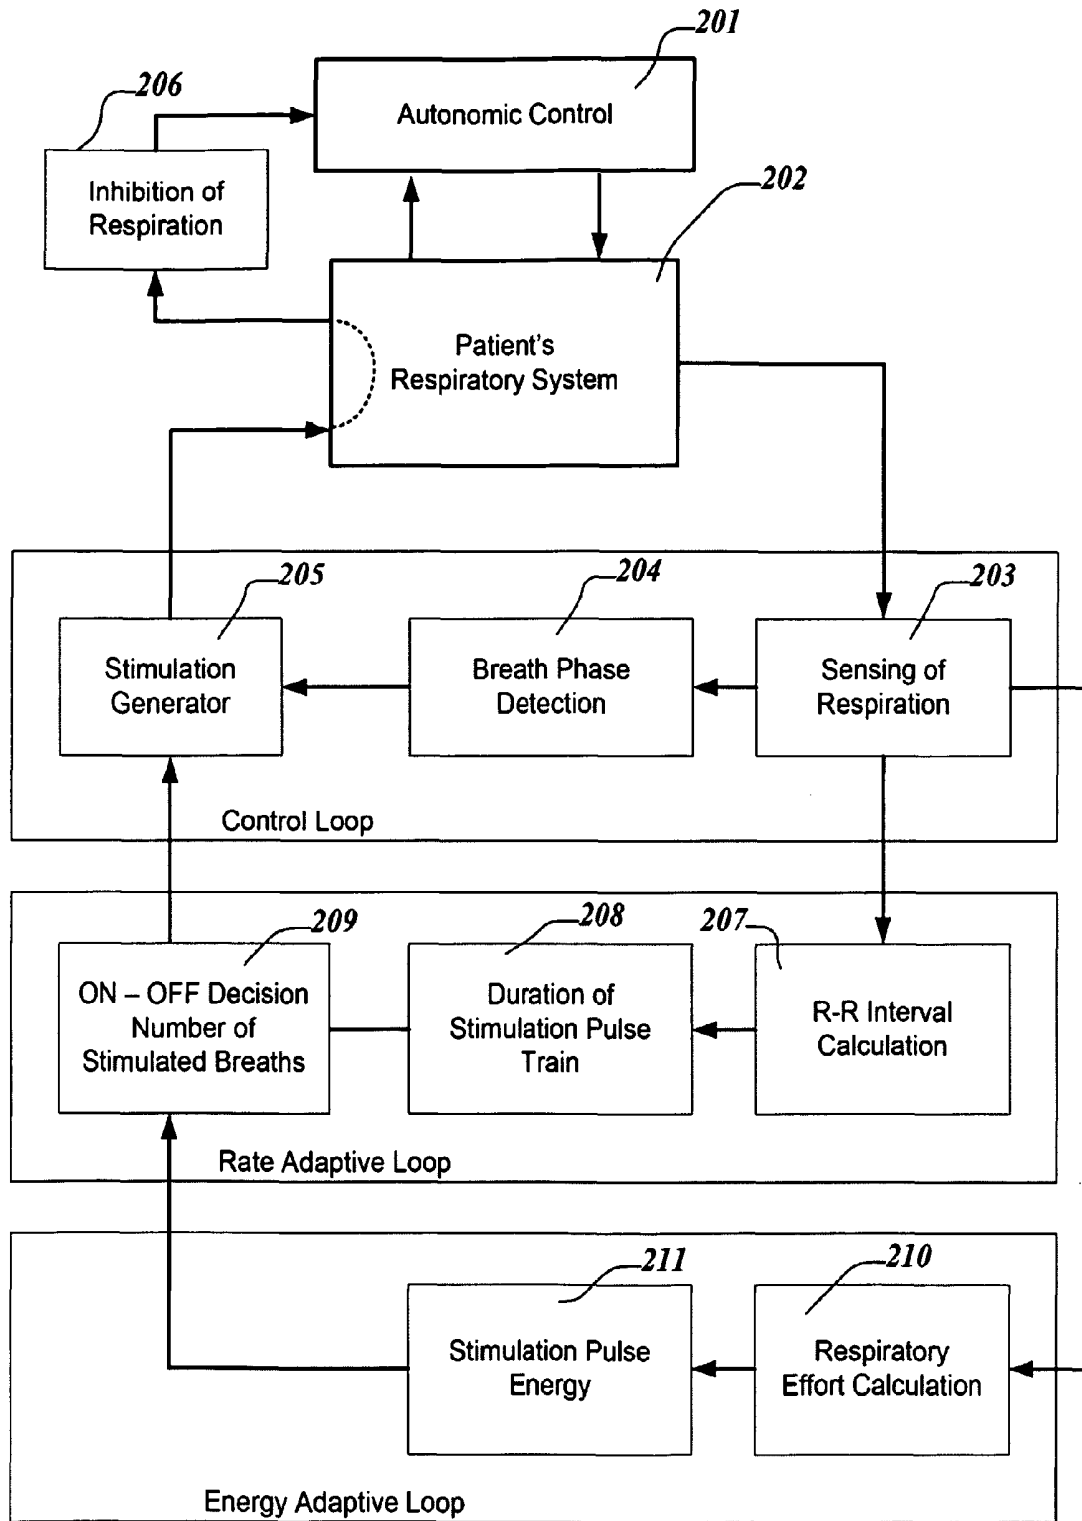 201
Autonomic Control
206
Inhibition of
Respiration
202
Patient's
Respiratory System
205
Stimulation
Generator
204
Breath Phase
Detection
203
Sensing of
Respiration
Control Loop
209
ON – OFF Decision
Number of
Stimulated Breaths
208
Duration of
Stimulation Pulse
Train
207
R-R Interval
Calculation
Rate Adaptive Loop
211
Stimulation Pulse
Energy
210
Respiratory
Effort Calculation
Energy Adaptive Loop